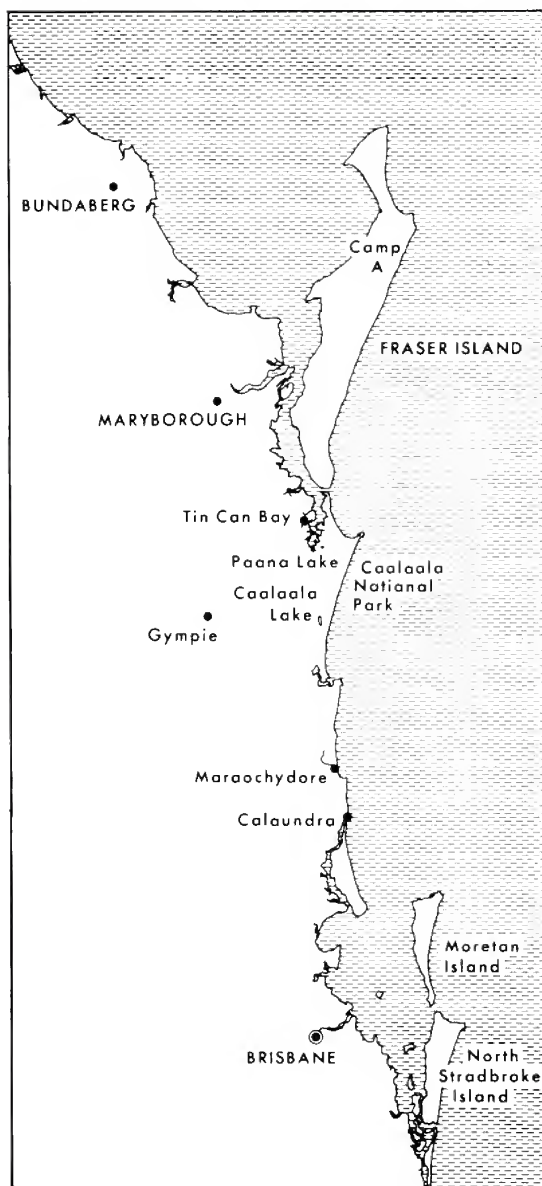 BUNDABERG
Camp
A
FRASER ISLAND
MARYBOROUGH
Tin Can Bay
Paana Lake
Caalaala
National
Park
Caalaala
Lake
Gympie
Maraochydore
Calaundra
Moretan
Island
BRISBANE
North
Stradbroke
Island